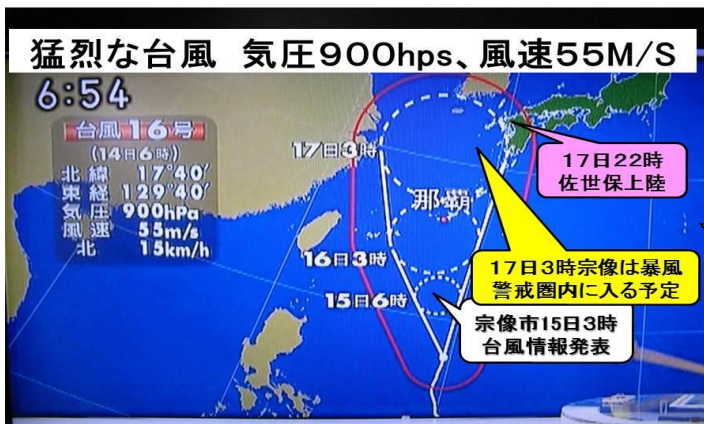 猛烈な台風 気圧900hps、風速55M/S
6:54
台風16号
(14日6時)
北緯 17°40′
東経 129°40′
気圧 900hPa
風速 55m/s
北 15km/h
17日3時
那覇
16日3時
15日6時
17日22時
佐世保上陸
17日3時宗像は暴風
警戒圏内に入る予定
宗像市15日3時
台風情報発表